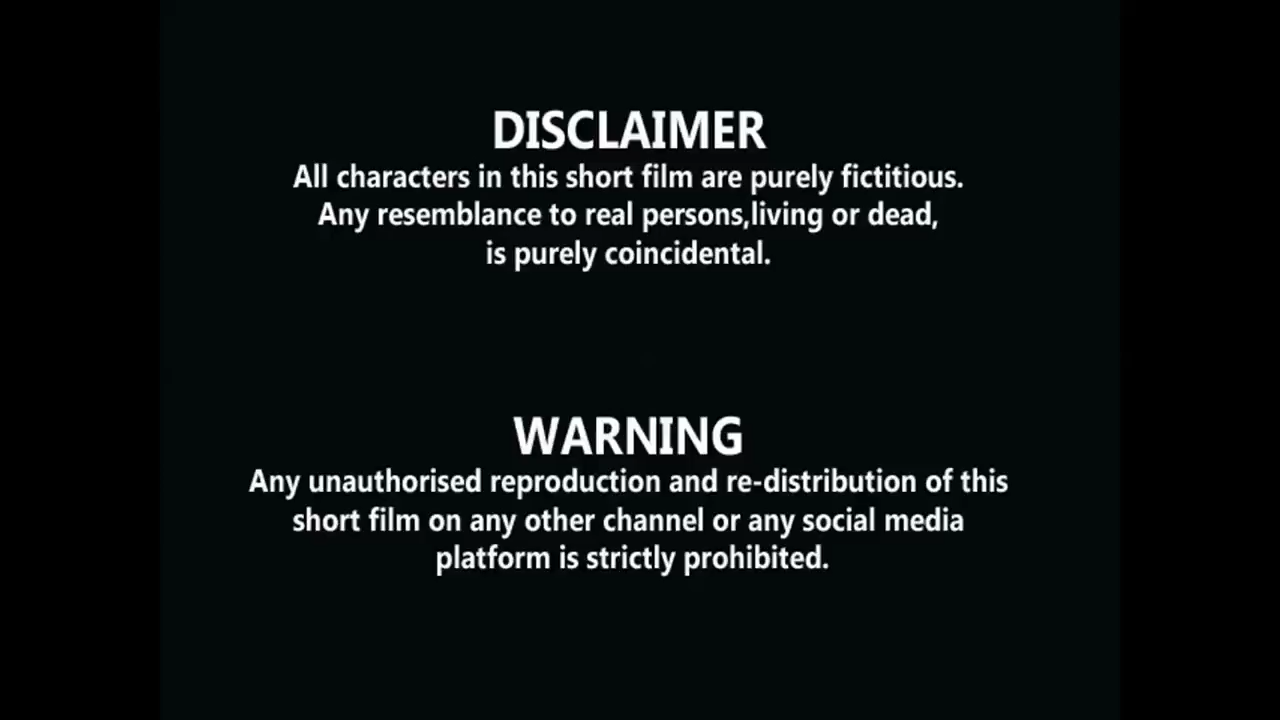 DISCLAIMER
All characters in this short film are purely fictitious.
Any resemblance to real persons,living or dead,
is purely coincidental.
WARNING
Any unauthorised reproduction and re-distribution of this
short film on any other channel or any social media
platform is strictly prohibited.